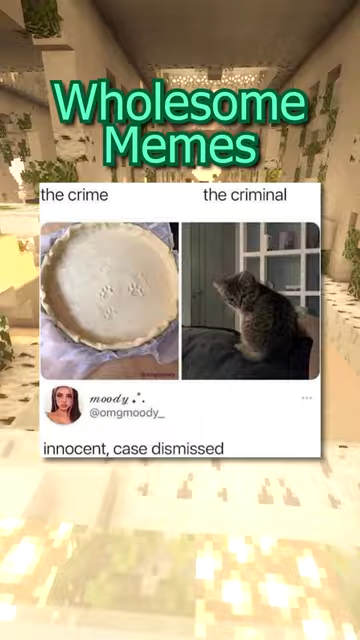 Wholesome
Memes
the crime
the criminal
moody
@omgmoody_
innocent, case dismissed